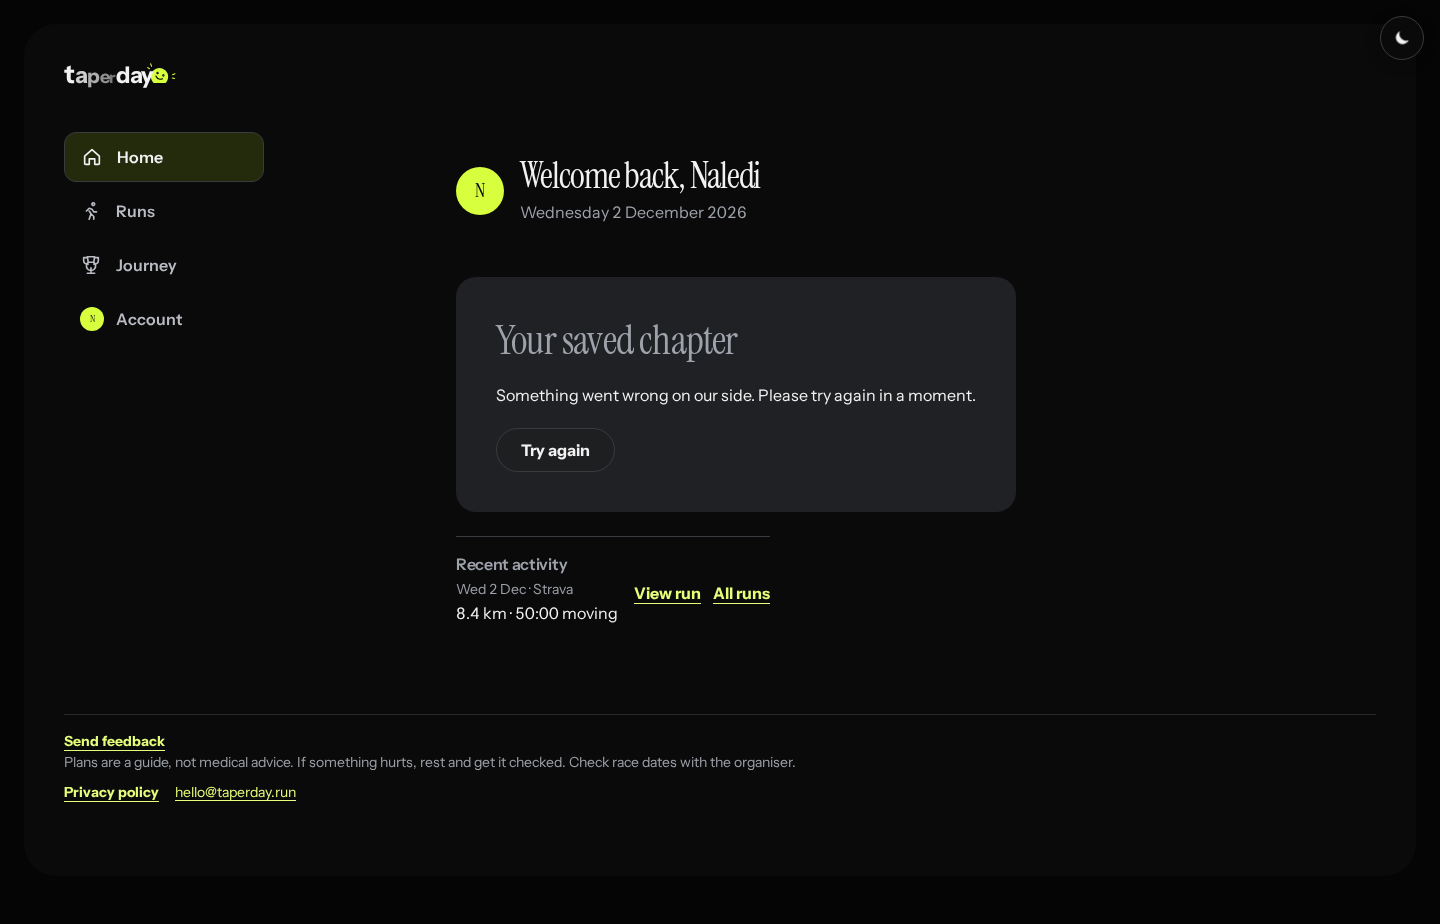 taperday
Home
Runs
Journey
N
Account
N
Welcome back, Naledi
Wednesday 2 December 2026
Your saved chapter
Something went wrong on our side. Please try again in a moment.
Try again
Recent activity
Wed 2 Dec · Strava
8.4 km · 50:00 moving
View run
All runs
Send feedback
Plans are a guide, not medical advice. If something hurts, rest and get it checked. Check race dates with the organiser.
Privacy policy
hello@taperday.run